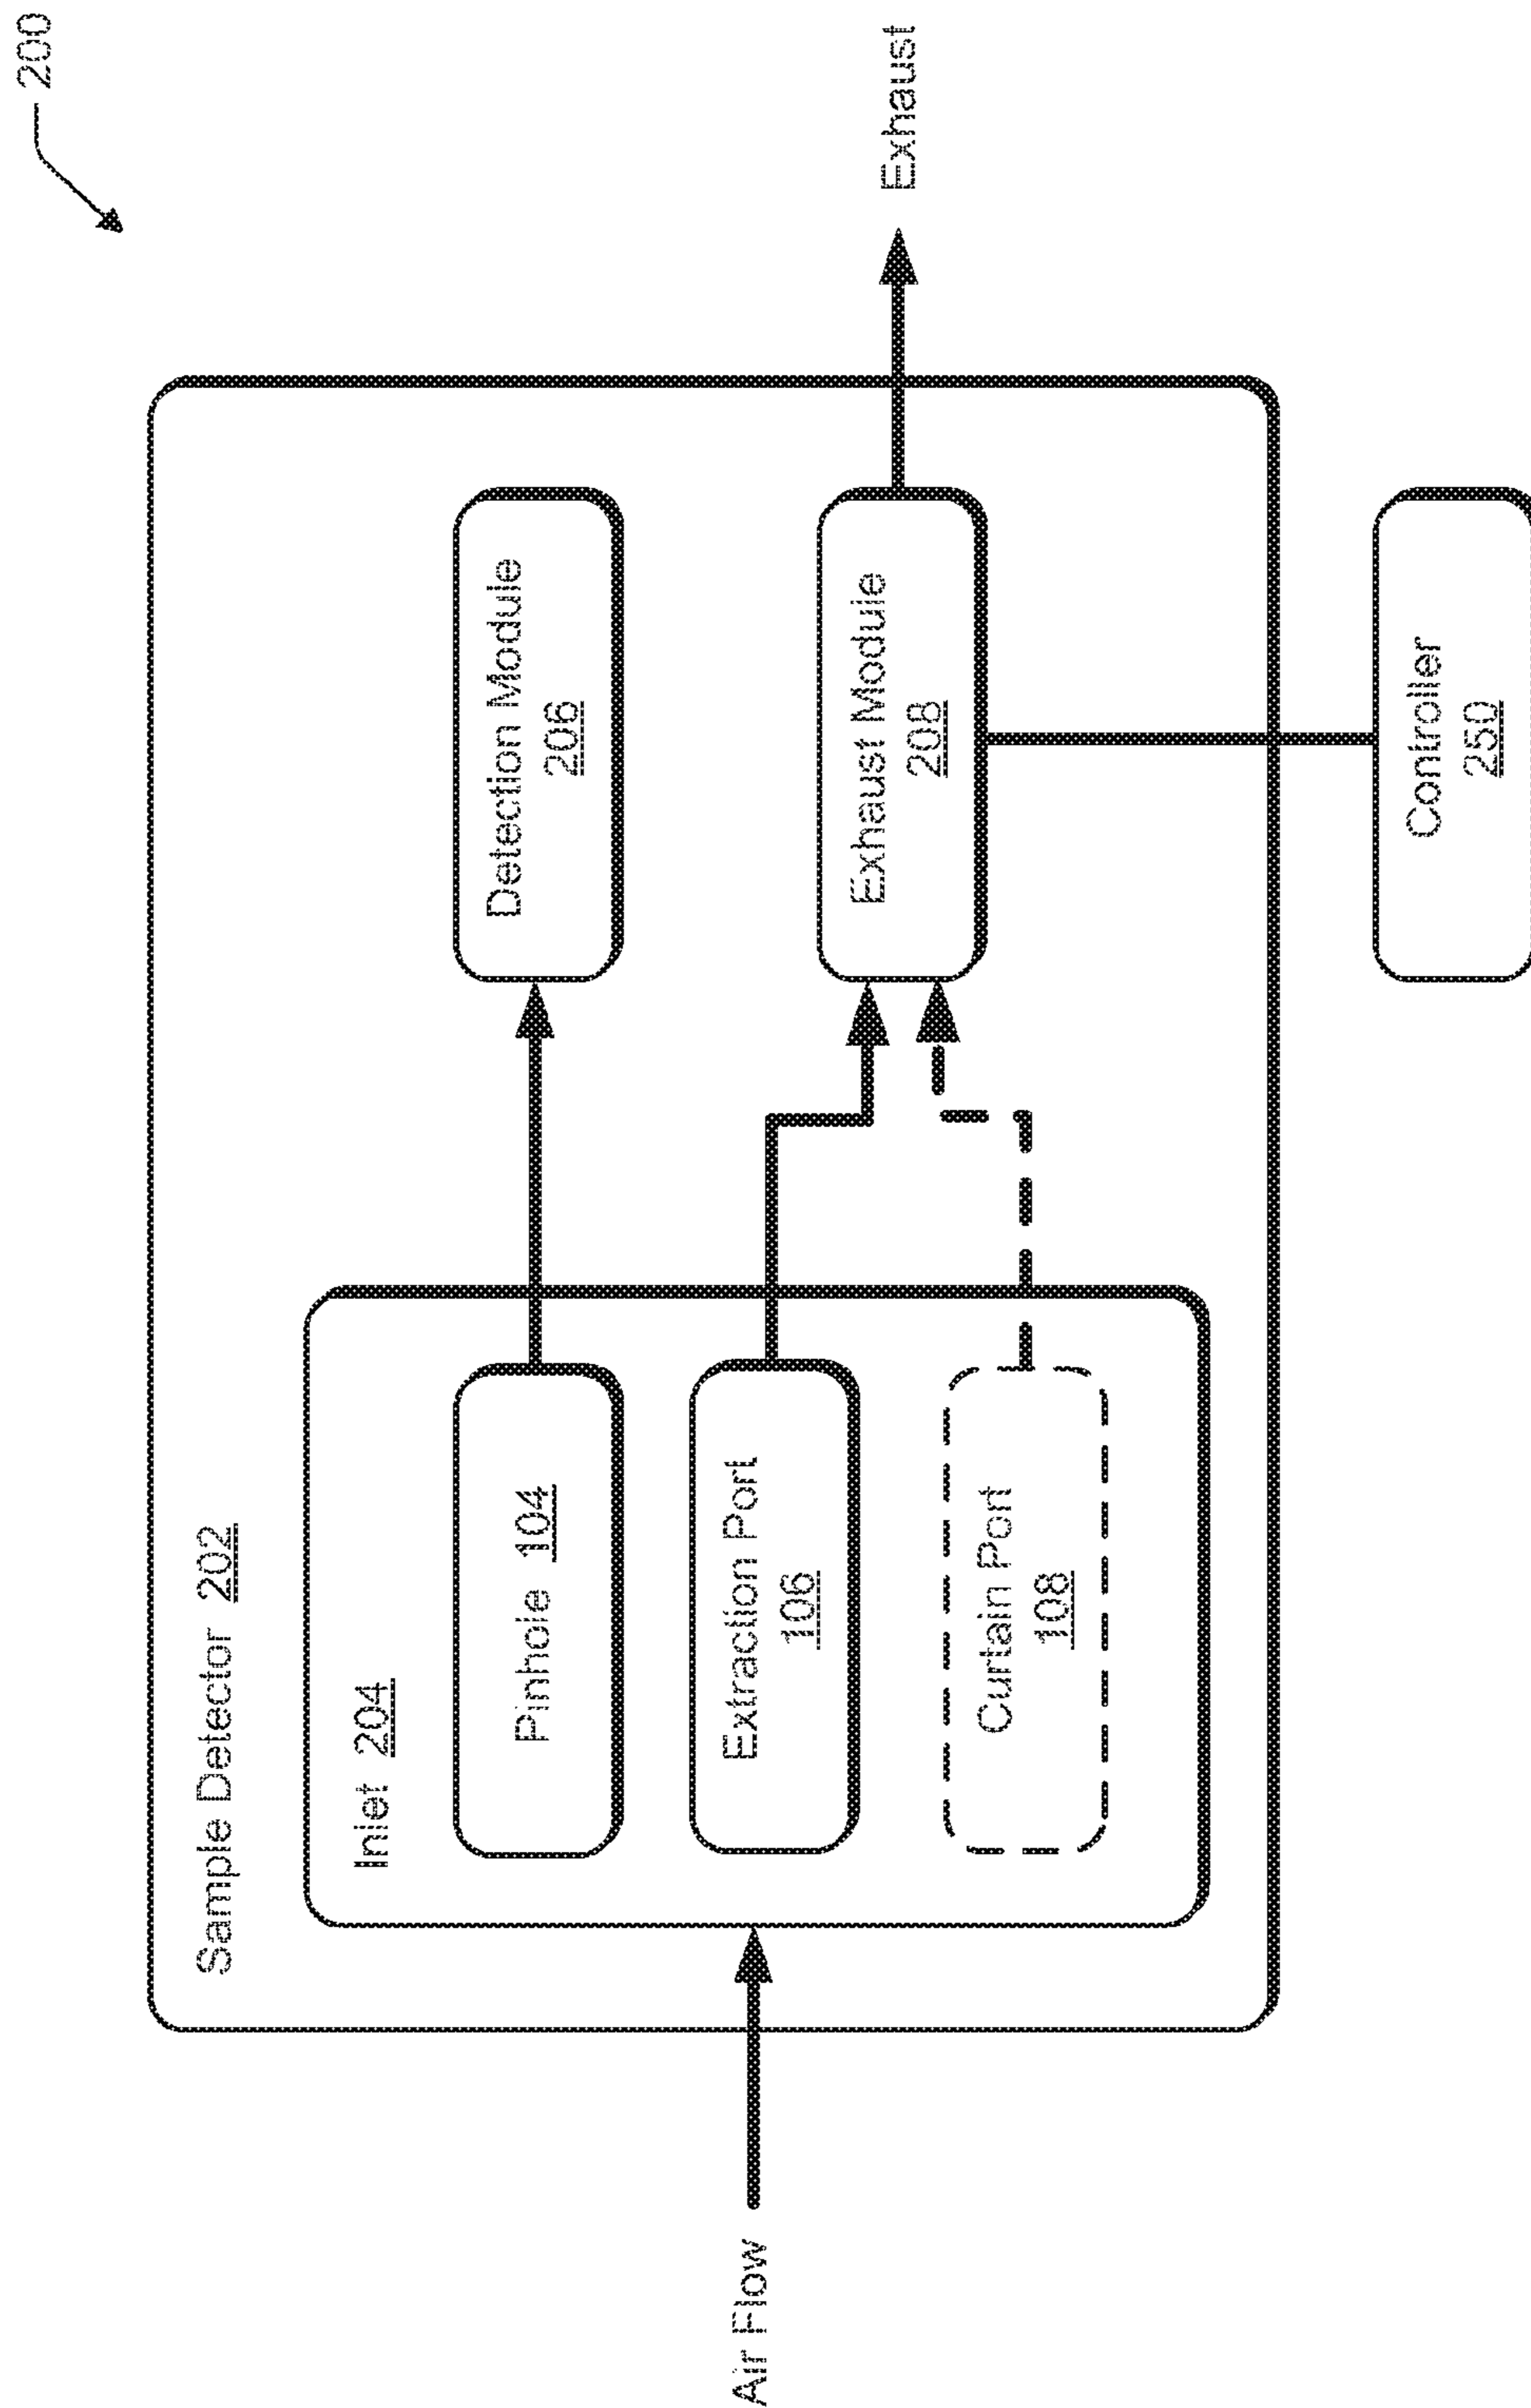 200
Sample Detector 202
Inlet 204
Pinhole 104
Detection Module
206
Air Flow
Extraction Port
106
Exhaust Module
208
Exhaust
Curtain Port
108
Controller
250